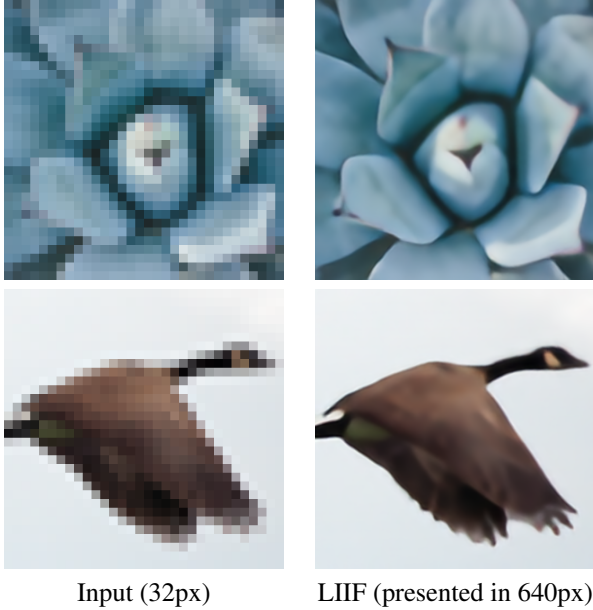 Input (32px)
LIIF (presented in 640px)